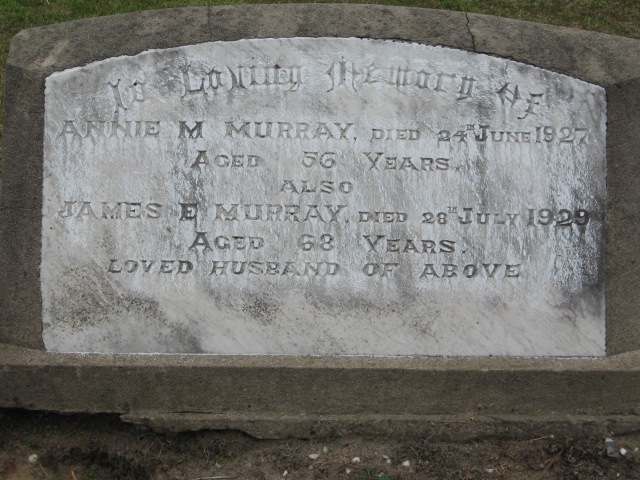 In Loving Memory of
ANNIE M MURRAY, DIED 24TH JUNE 1927
AGED 56 YEARS.
ALSO
JAMES E MURRAY, DIED 28TH JULY 1929
AGED 68 YEARS.
LOVED HUSBAND OF ABOVE